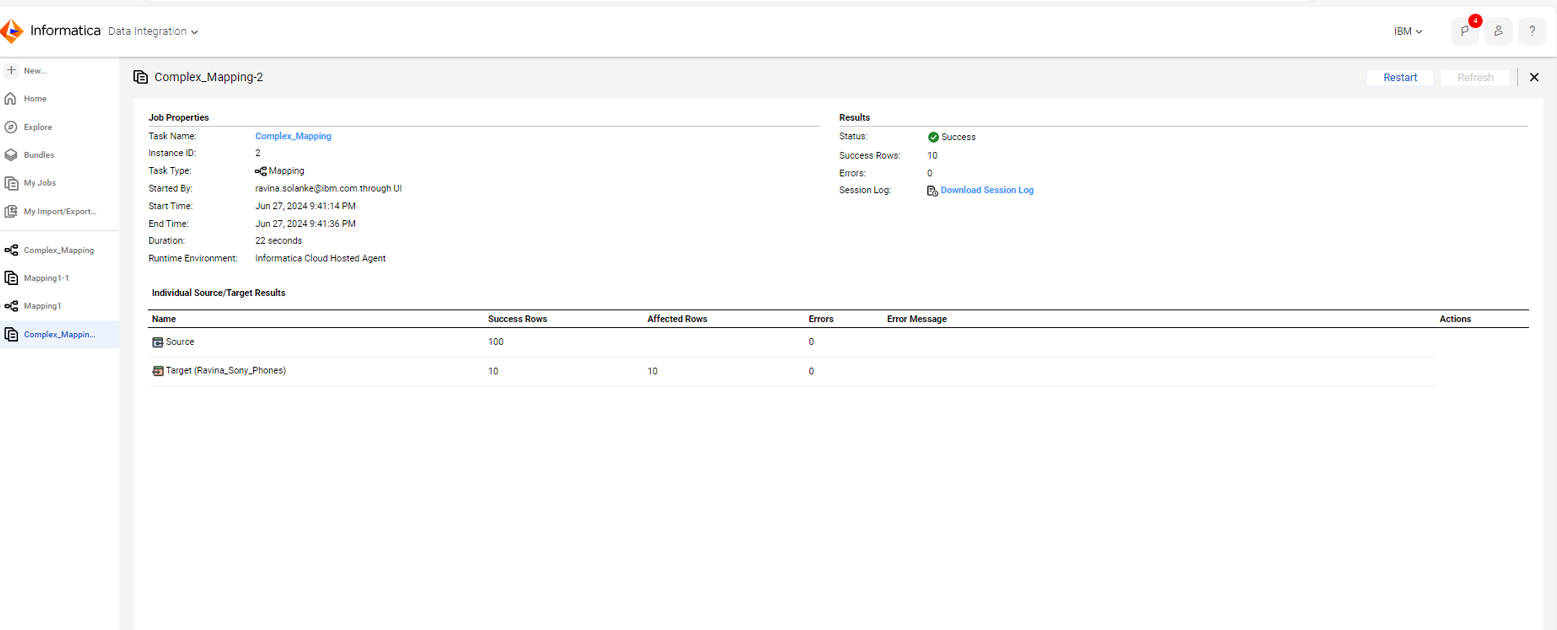 Informatica Data Integration
IBM
4
?
New...
Home
Explore
Bundles
My Jobs
My Import/Export...
Complex_Mapping
Mapping1-1
Mapping1
Complex_Mappin...
Complex_Mapping-2
Restart
Refresh
Job Properties
Task Name: Complex_Mapping
Instance ID: 2
Task Type: Mapping
Started By: ravina.solanke@ibm.com through UI
Start Time: Jun 27, 2024 9:41:14 PM
End Time: Jun 27, 2024 9:41:36 PM
Duration: 22 seconds
Runtime Environment: Informatica Cloud Hosted Agent
Results
Status: Success
Success Rows: 10
Errors: 0
Session Log: Download Session Log
Individual Source/Target Results
Name Success Rows Affected Rows Errors Error Message Actions
Source 100 0
Target (Ravina_Sony_Phones) 10 10 0